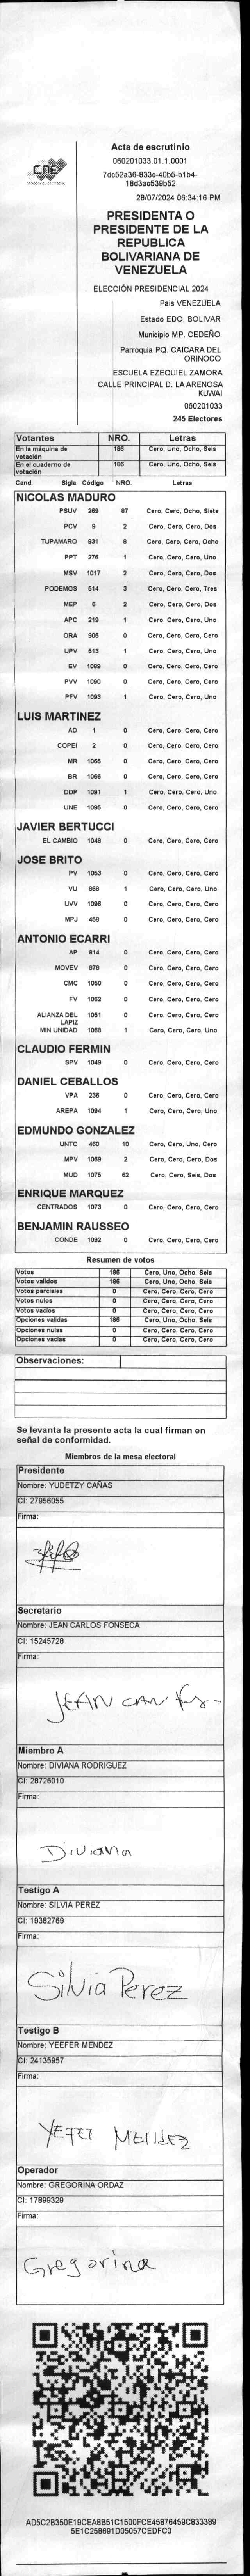 Acta de escrutinio
060201033.01.1.0001
7dc52a36-833c-40b5-b1b4-
18d3ac539b52
28/07/2024 06:34:16 PM
CNE
PRESIDENTA O
PRESIDENTE DE LA
REPUBLICA
BOLIVARIANA DE
VENEZUELA
ELECCIÓN PRESIDENCIAL 2024
Pais VENEZUELA
Estado EDO. BOLIVAR
Municipio MP. CEDEÑO
Parroquia PQ. CAICARA DEL
ORINOCO
ESCUELA EZEQUIEL ZAMORA
CALLE PRINCIPAL D. LA ARENOSA
KUWAI
060201033
245 Electores
Votantes NRO. Letras
En la máquina de votación 186 Cero, Uno, Ocho, Seis
En el cuaderno de votación 186 Cero, Uno, Ocho, Seis
Cand. Sigla Código NRO. Letras
NICOLAS MADURO
PSUV 269 87 Cero, Cero, Ocho, Siete
PCV 9 2 Cero, Cero, Cero, Dos
TUPAMARO 931 8 Cero, Cero, Cero, Ocho
PPT 276 1 Cero, Cero, Cero, Uno
MSV 1017 2 Cero, Cero, Cero, Dos
PODEMOS 514 3 Cero, Cero, Cero, Tres
MEP 6 2 Cero, Cero, Cero, Dos
APC 219 1 Cero, Cero, Cero, Uno
ORA 906 0 Cero, Cero, Cero, Cero
UPV 513 1 Cero, Cero, Cero, Uno
EV 1089 0 Cero, Cero, Cero, Cero
PVV 1090 0 Cero, Cero, Cero, Cero
PFV 1093 1 Cero, Cero, Cero, Uno
LUIS MARTINEZ
AD 1 0 Cero, Cero, Cero, Cero
COPEI 2 0 Cero, Cero, Cero, Cero
MR 1065 0 Cero, Cero, Cero, Cero
BR 1066 0 Cero, Cero, Cero, Cero
DDP 1091 1 Cero, Cero, Cero, Uno
UNE 1095 0 Cero, Cero, Cero, Cero
JAVIER BERTUCCI
EL CAMBIO 1048 0 Cero, Cero, Cero, Cero
JOSE BRITO
PV 1053 0 Cero, Cero, Cero, Cero
VU 868 1 Cero, Cero, Cero, Uno
UVV 1096 0 Cero, Cero, Cero, Cero
MPJ 458 0 Cero, Cero, Cero, Cero
ANTONIO ECARRI
AP 814 0 Cero, Cero, Cero, Cero
MOVEV 979 0 Cero, Cero, Cero, Cero
CMC 1050 0 Cero, Cero, Cero, Cero
FV 1062 0 Cero, Cero, Cero, Cero
ALIANZA DEL LAPIZ 1051 0 Cero, Cero, Cero, Cero
MIN UNIDAD 1068 1 Cero, Cero, Cero, Uno
CLAUDIO FERMIN
SPV 1049 0 Cero, Cero, Cero, Cero
DANIEL CEBALLOS
VPA 236 0 Cero, Cero, Cero, Cero
AREPA 1094 1 Cero, Cero, Cero, Uno
EDMUNDO GONZALEZ
UNTC 460 10 Cero, Cero, Uno, Cero
MPV 1069 2 Cero, Cero, Cero, Dos
MUD 1075 62 Cero, Cero, Seis, Dos
ENRIQUE MARQUEZ
CENTRADOS 1073 0 Cero, Cero, Cero, Cero
BENJAMIN RAUSSEO
CONDE 1092 0 Cero, Cero, Cero, Cero
Resumen de votos
Votos 186 Cero, Uno, Ocho, Seis
Votos validos 186 Cero, Uno, Ocho, Seis
Votos parciales 0 Cero, Cero, Cero, Cero
Votos nulos 0 Cero, Cero, Cero, Cero
Votos vacios 0 Cero, Cero, Cero, Cero
Opciones validas 186 Cero, Uno, Ocho, Seis
Opciones nulas 0 Cero, Cero, Cero, Cero
Opciones vacias 0 Cero, Cero, Cero, Cero
Observaciones:
Se levanta la presente acta la cual firman en
señal de conformidad.
Miembros de la mesa electoral
Presidente
Nombre: YUDETZY CAÑAS
CI: 27956055
Firma:
Secretario
Nombre: JEAN CARLOS FONSECA
CI: 15245728
Firma:
Miembro A
Nombre: DIVIANA RODRIGUEZ
CI: 28726010
Firma:
Diviana
Testigo A
Nombre: SILVIA PEREZ
CI: 19382769
Firma:
Silvia Perez
Testigo B
Nombre: YEEFER MENDEZ
CI: 24135957
Firma:
Operador
Nombre: GREGORINA ORDAZ
CI: 17899329
Firma:
Gregorina
AD5C2B350E19CEA8B51C1500FCE45876459C833389
5E1C258691D05057CEDFC0